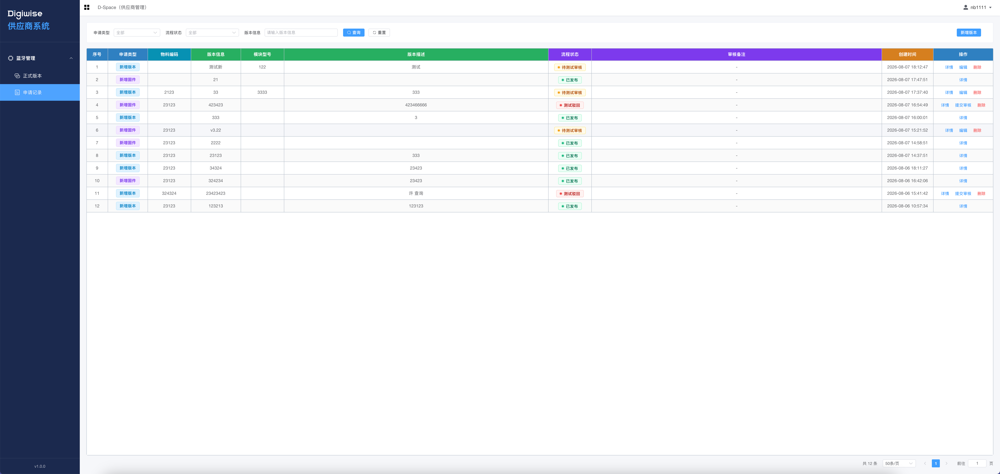 Digiwise
供应商系统
蓝牙管理
正式版本
申请记录
v1.0.0
D-Space（供应商管理） nb1111
申请类型 全部 流程状态 全部 版本信息 请输入版本信息 查询 重置 新增版本
序号 申请类型 物料编码 版本信息 模块型号 版本描述 流程状态 审核备注 创建时间 操作
1 新增版本 测试新 122 测试 待测试审核 - 2026-08-07 18:12:47 详情 编辑 删除
2 新增固件 21 已发布 - 2026-08-07 17:47:51 详情
3 新增版本 2123 33 3333 333 待测试审核 - 2026-08-07 17:37:40 详情 编辑 删除
4 新增固件 23123 423423 423466666 测试驳回 - 2026-08-07 16:54:49 详情 提交审核 删除
5 新增版本 333 3 已发布 - 2026-08-07 16:00:01 详情
6 新增固件 23123 v3.22 待测试审核 - 2026-08-07 15:21:52 详情 编辑 删除
7 新增固件 23123 2222 已发布 - 2026-08-07 14:58:51 详情
8 新增版本 23123 23123 333 已发布 - 2026-08-07 14:37:51 详情
9 新增版本 23123 34324 23423 已发布 - 2026-08-06 18:11:27 详情
10 新增固件 23123 324234 23423 已发布 - 2026-08-06 16:42:06 详情
11 新增版本 324324 23423423 许 查询 测试驳回 - 2026-08-06 15:41:42 详情 提交审核 删除
12 新增版本 23123 123213 123123 已发布 - 2026-08-06 10:57:34 详情
共 12 条 50条/页 1 前往 1 页